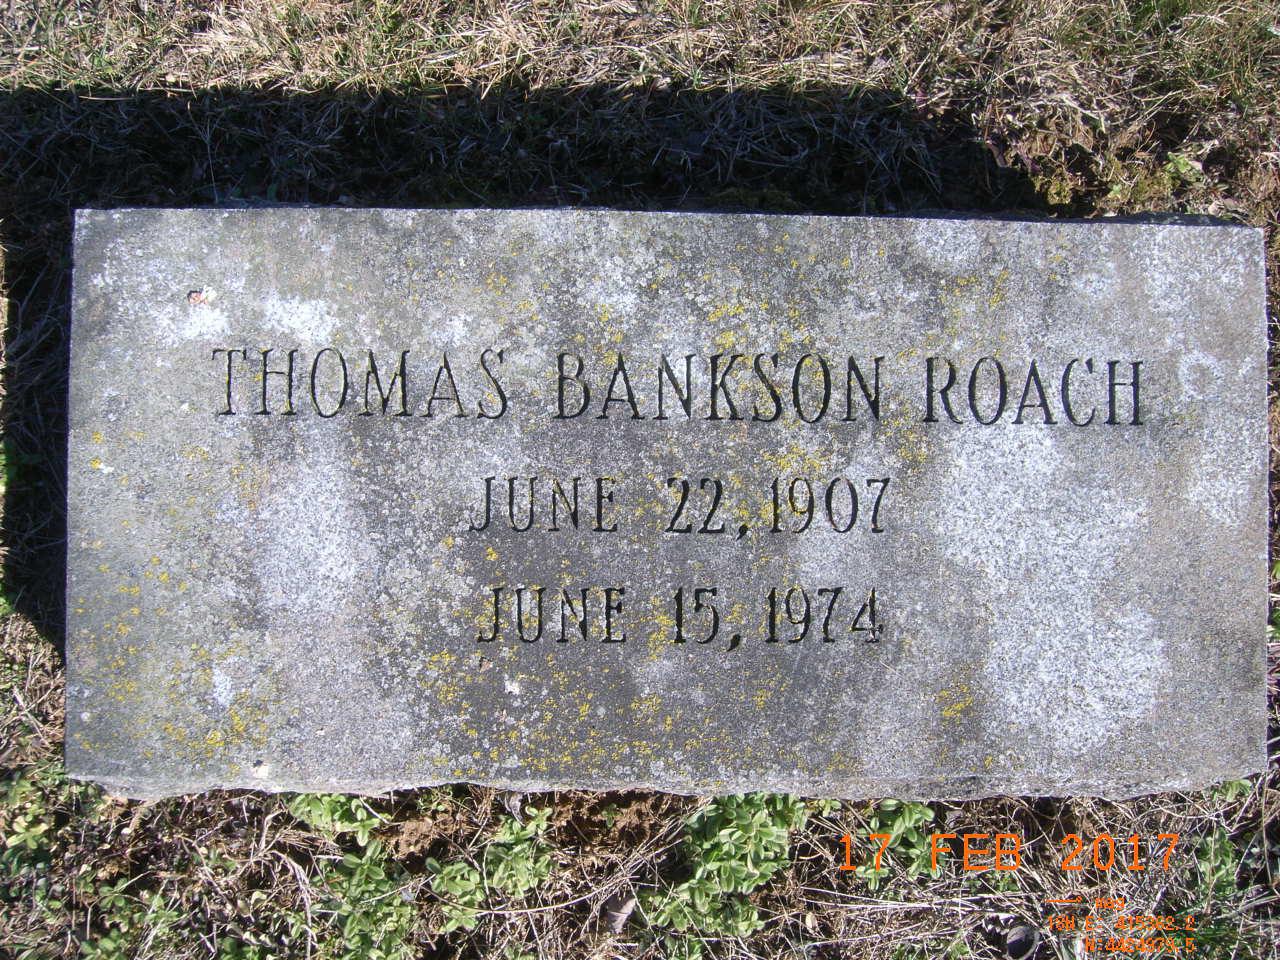 THOMAS BANKSON ROACH
JUNE 22, 1907
JUNE 15, 1974
17 FEB 2017